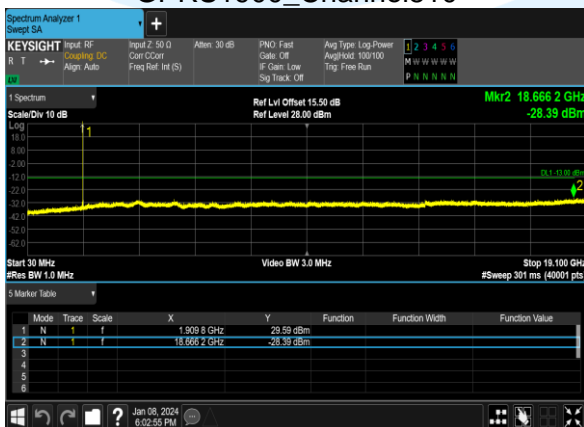 Spectrum Analyzer 1
Swept SA
+
KEYSIGHT Input: RF Input Z: 50 Ω Atten: 30 dB PNO: Fast Avg Type: Log-Power 1 2 3 4 5 6
R T Coupling: DC Corr CCorr Gate: Off Avg|Hold: 100/100 M W W W W W
Align: Auto Freq Ref: Int (S) IF Gain: Low Trig: Free Run
Sig Track: Off P N N N N N
1 Spectrum Ref Lvl Offset 15.50 dB Mkr2 18.666 2 GHz
Scale/Div 10 dB Ref Level 28.00 dBm -28.39 dBm
Log
18.0
8.00
-2.00
-12.0
-22.0
-32.0
-42.0
-52.0
-62.0
1
DL1 -13.00 dBm
2
Start 30 MHz Video BW 3.0 MHz Stop 19.100 GHz
#Res BW 1.0 MHz #Sweep 301 ms (40001 pts
5 Marker Table
Mode Trace Scale X Y Function Function Width Function Value
1 N 1 f 1.909 8 GHz 29.59 dBm
2 N 1 f 18.666 2 GHz -28.39 dBm
3
4
5
6
? Jan 08, 2024
6:02:55 PM